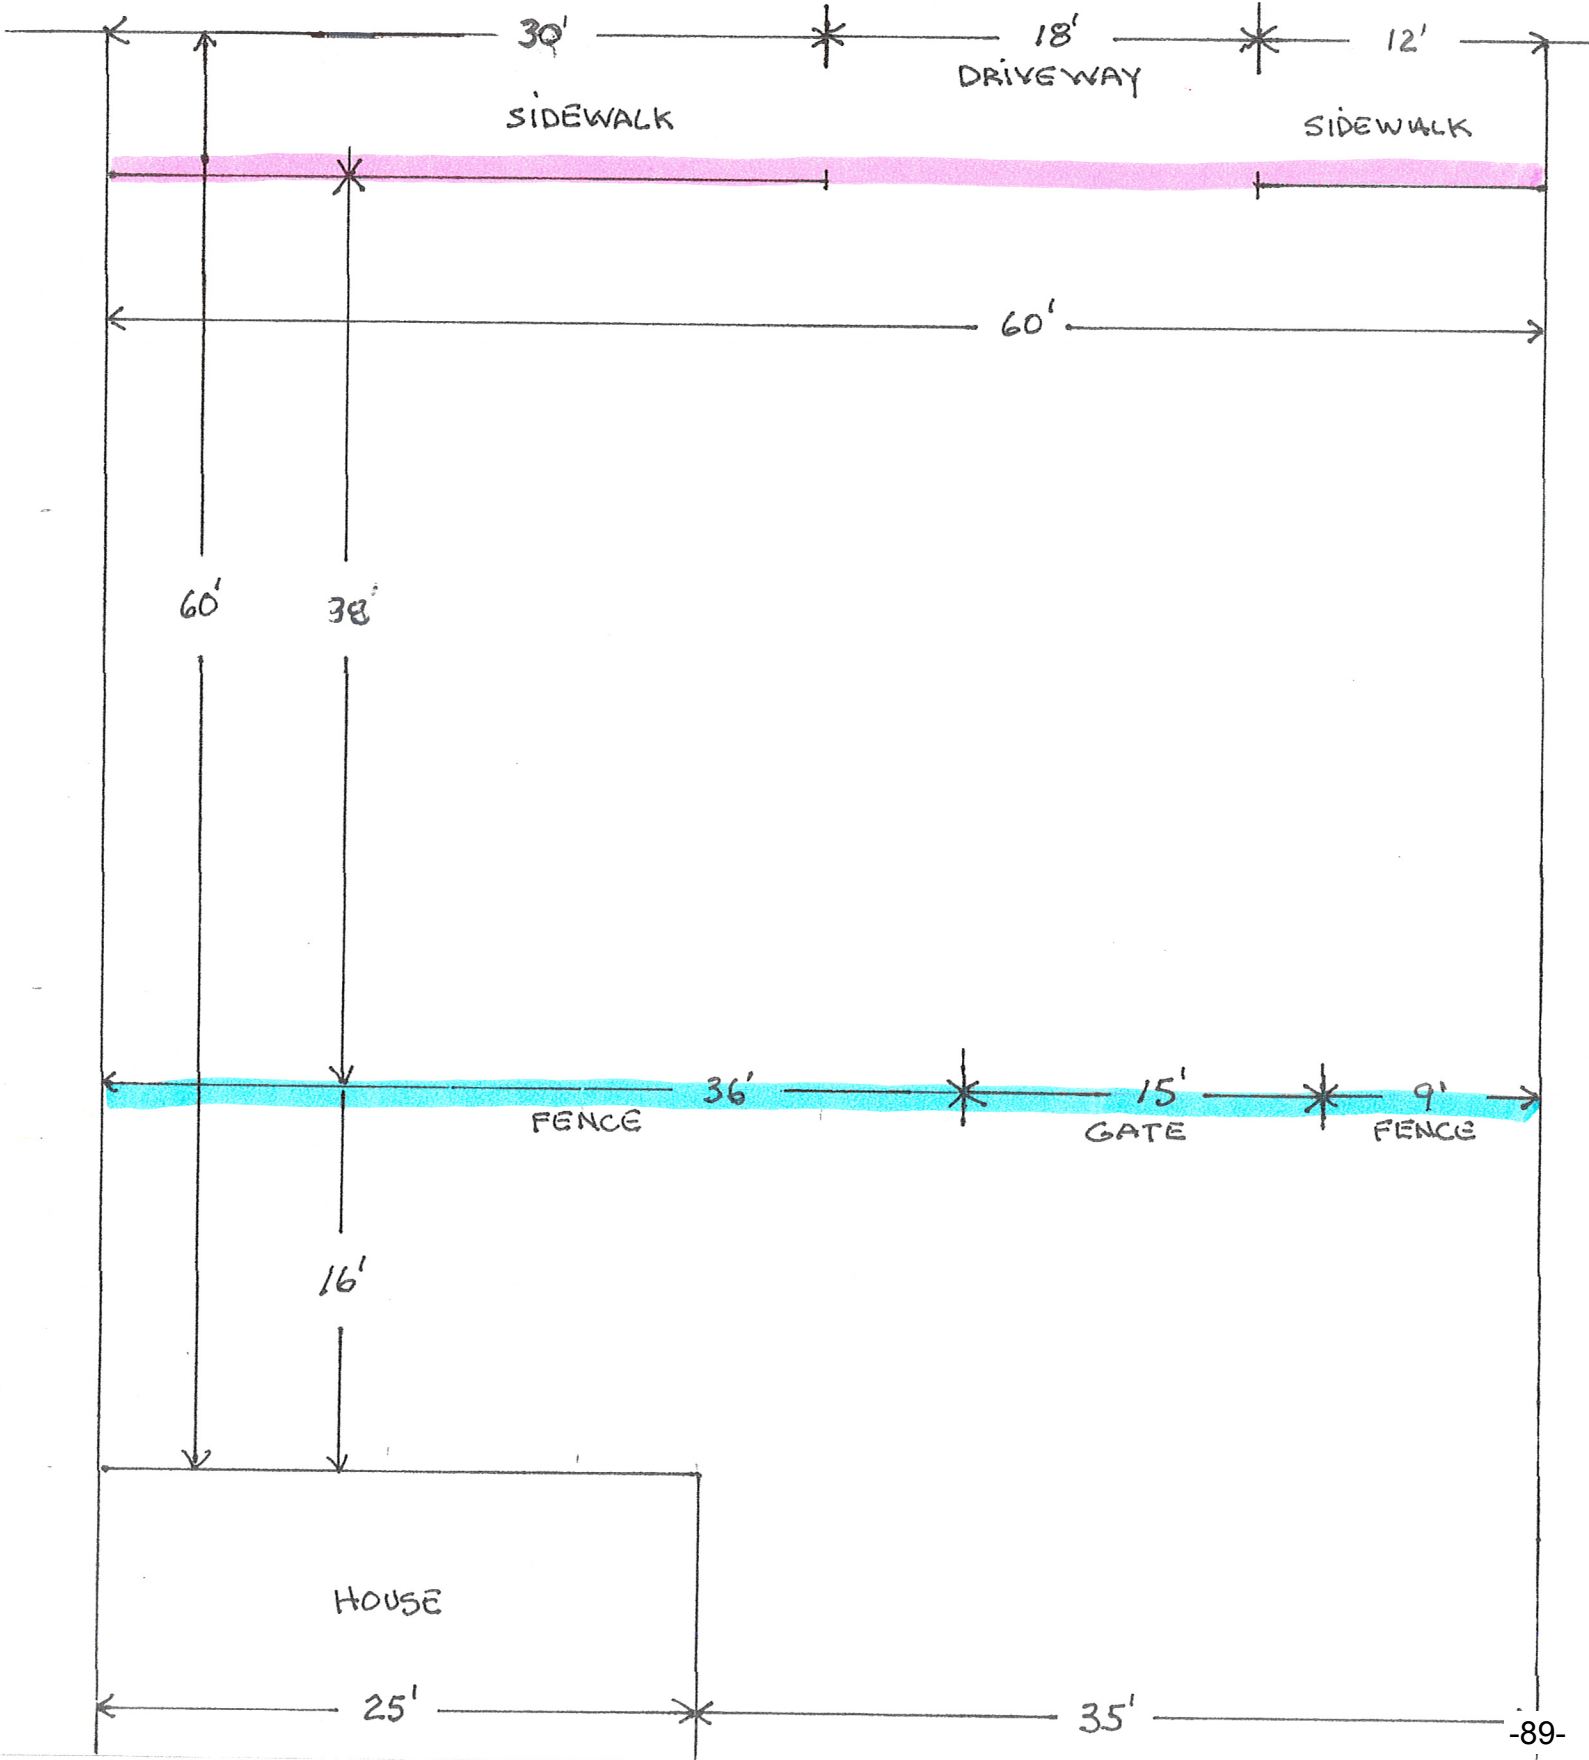 30' 18' 12'
DRIVEWAY
SIDEWALK SIDEWALK
60'
60' 38'
36' 15' 9'
FENCE GATE FENCE
16'
HOUSE
25' 35'
-89-